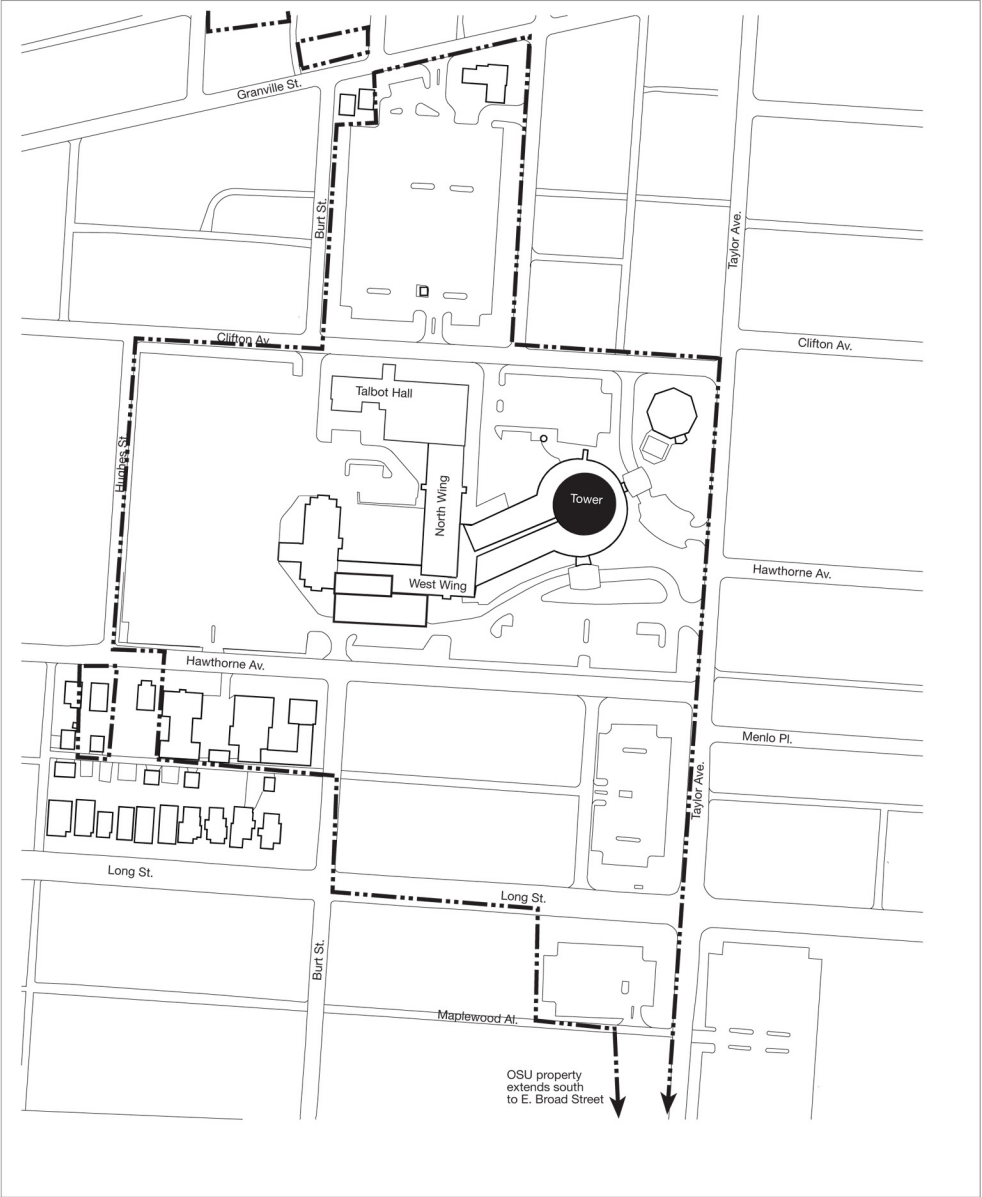 Granville St.
Burt St.
Taylor Ave.
Clifton Av
Clifton Av.
Talbot Hall
Hughes St.
North Wing
Tower
West Wing
Hawthorne Av.
Hawthorne Av.
Menlo Pl.
Taylor Ave.
Long St.
Long St.
Burt St.
Maplewood Al.
OSU property
extends south
to E. Broad Street